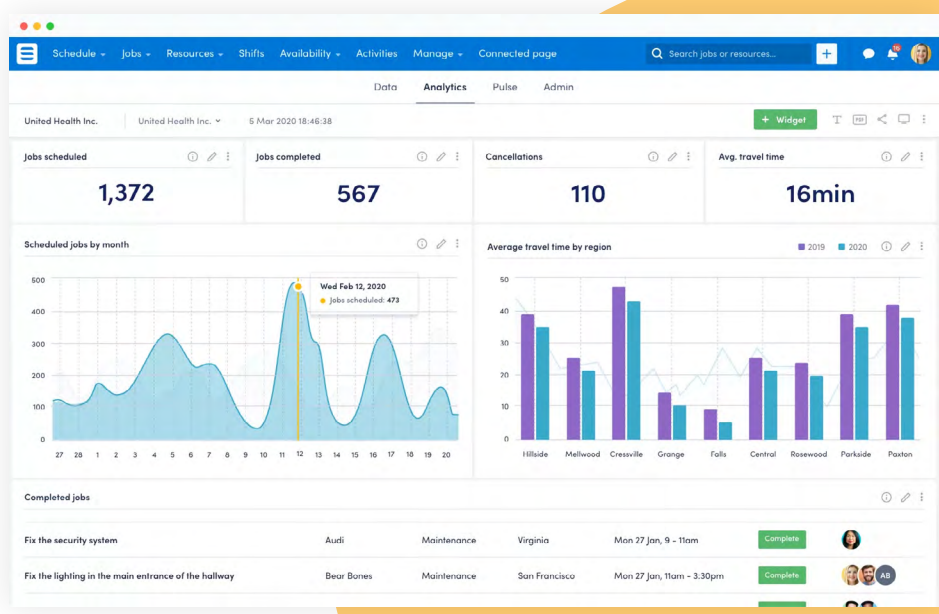 Schedule Jobs Resources Shifts Availability Activities Manage Connected page Search jobs or resources... + 16
Data Analytics Pulse Admin
United Health Inc. United Health Inc. 5 Mar 2020 18:46:38 + Widget T PDF
Jobs scheduled Jobs completed Cancellations Avg. travel time
1,372 567 110 16min
Scheduled jobs by month
500
400
300
200
100
0
Wed Feb 12, 2020
Jobs scheduled: 473
27 28 1 2 3 4 5 6 7 8 9 10 11 12 13 14 15 16 17 18 19 20
Average travel time by region 2019 2020
50
40
30
20
10
0
Hillside Mellwood Cressville Grange Falls Central Rosewood Parkside Paxton
Completed jobs
Fix the security system Audi Maintenance Virginia Mon 27 Jan, 9 - 11am Complete
Fix the lighting in the main entrance of the hallway Bear Bones Maintenance San Francisco Mon 27 Jan, 11am - 3:30pm Complete AB